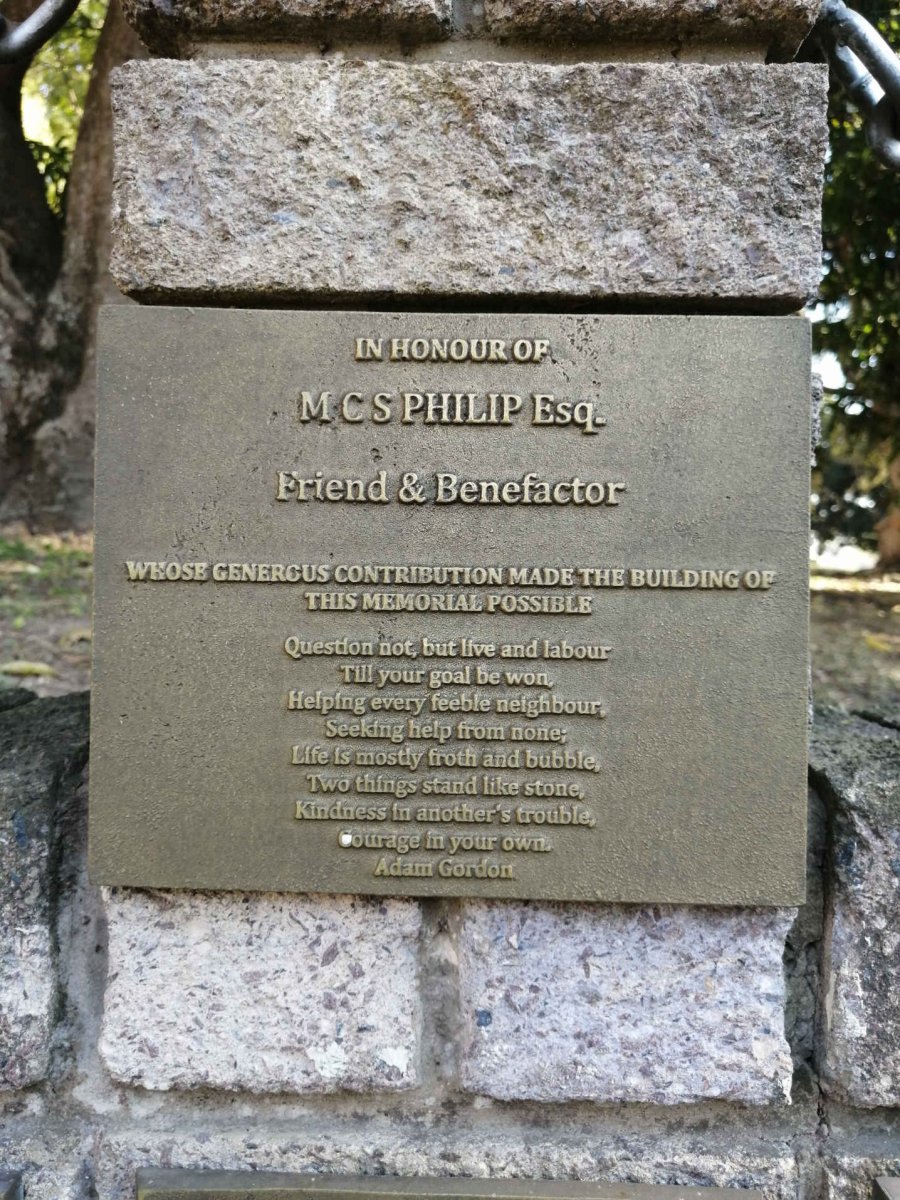 IN HONOUR OF
M C S PHILIP Esq.
Friend & Benefactor
WHOSE GENEROUS CONTRIBUTION MADE THE BUILDING OF
THIS MEMORIAL POSSIBLE
Question not, but live and labour
Till your goal be won,
Helping every feeble neighbour,
Seeking help from none;
Life is mostly froth and bubble,
Two things stand like stone,
Kindness in another's trouble,
Courage in your own.
Adam Gordon